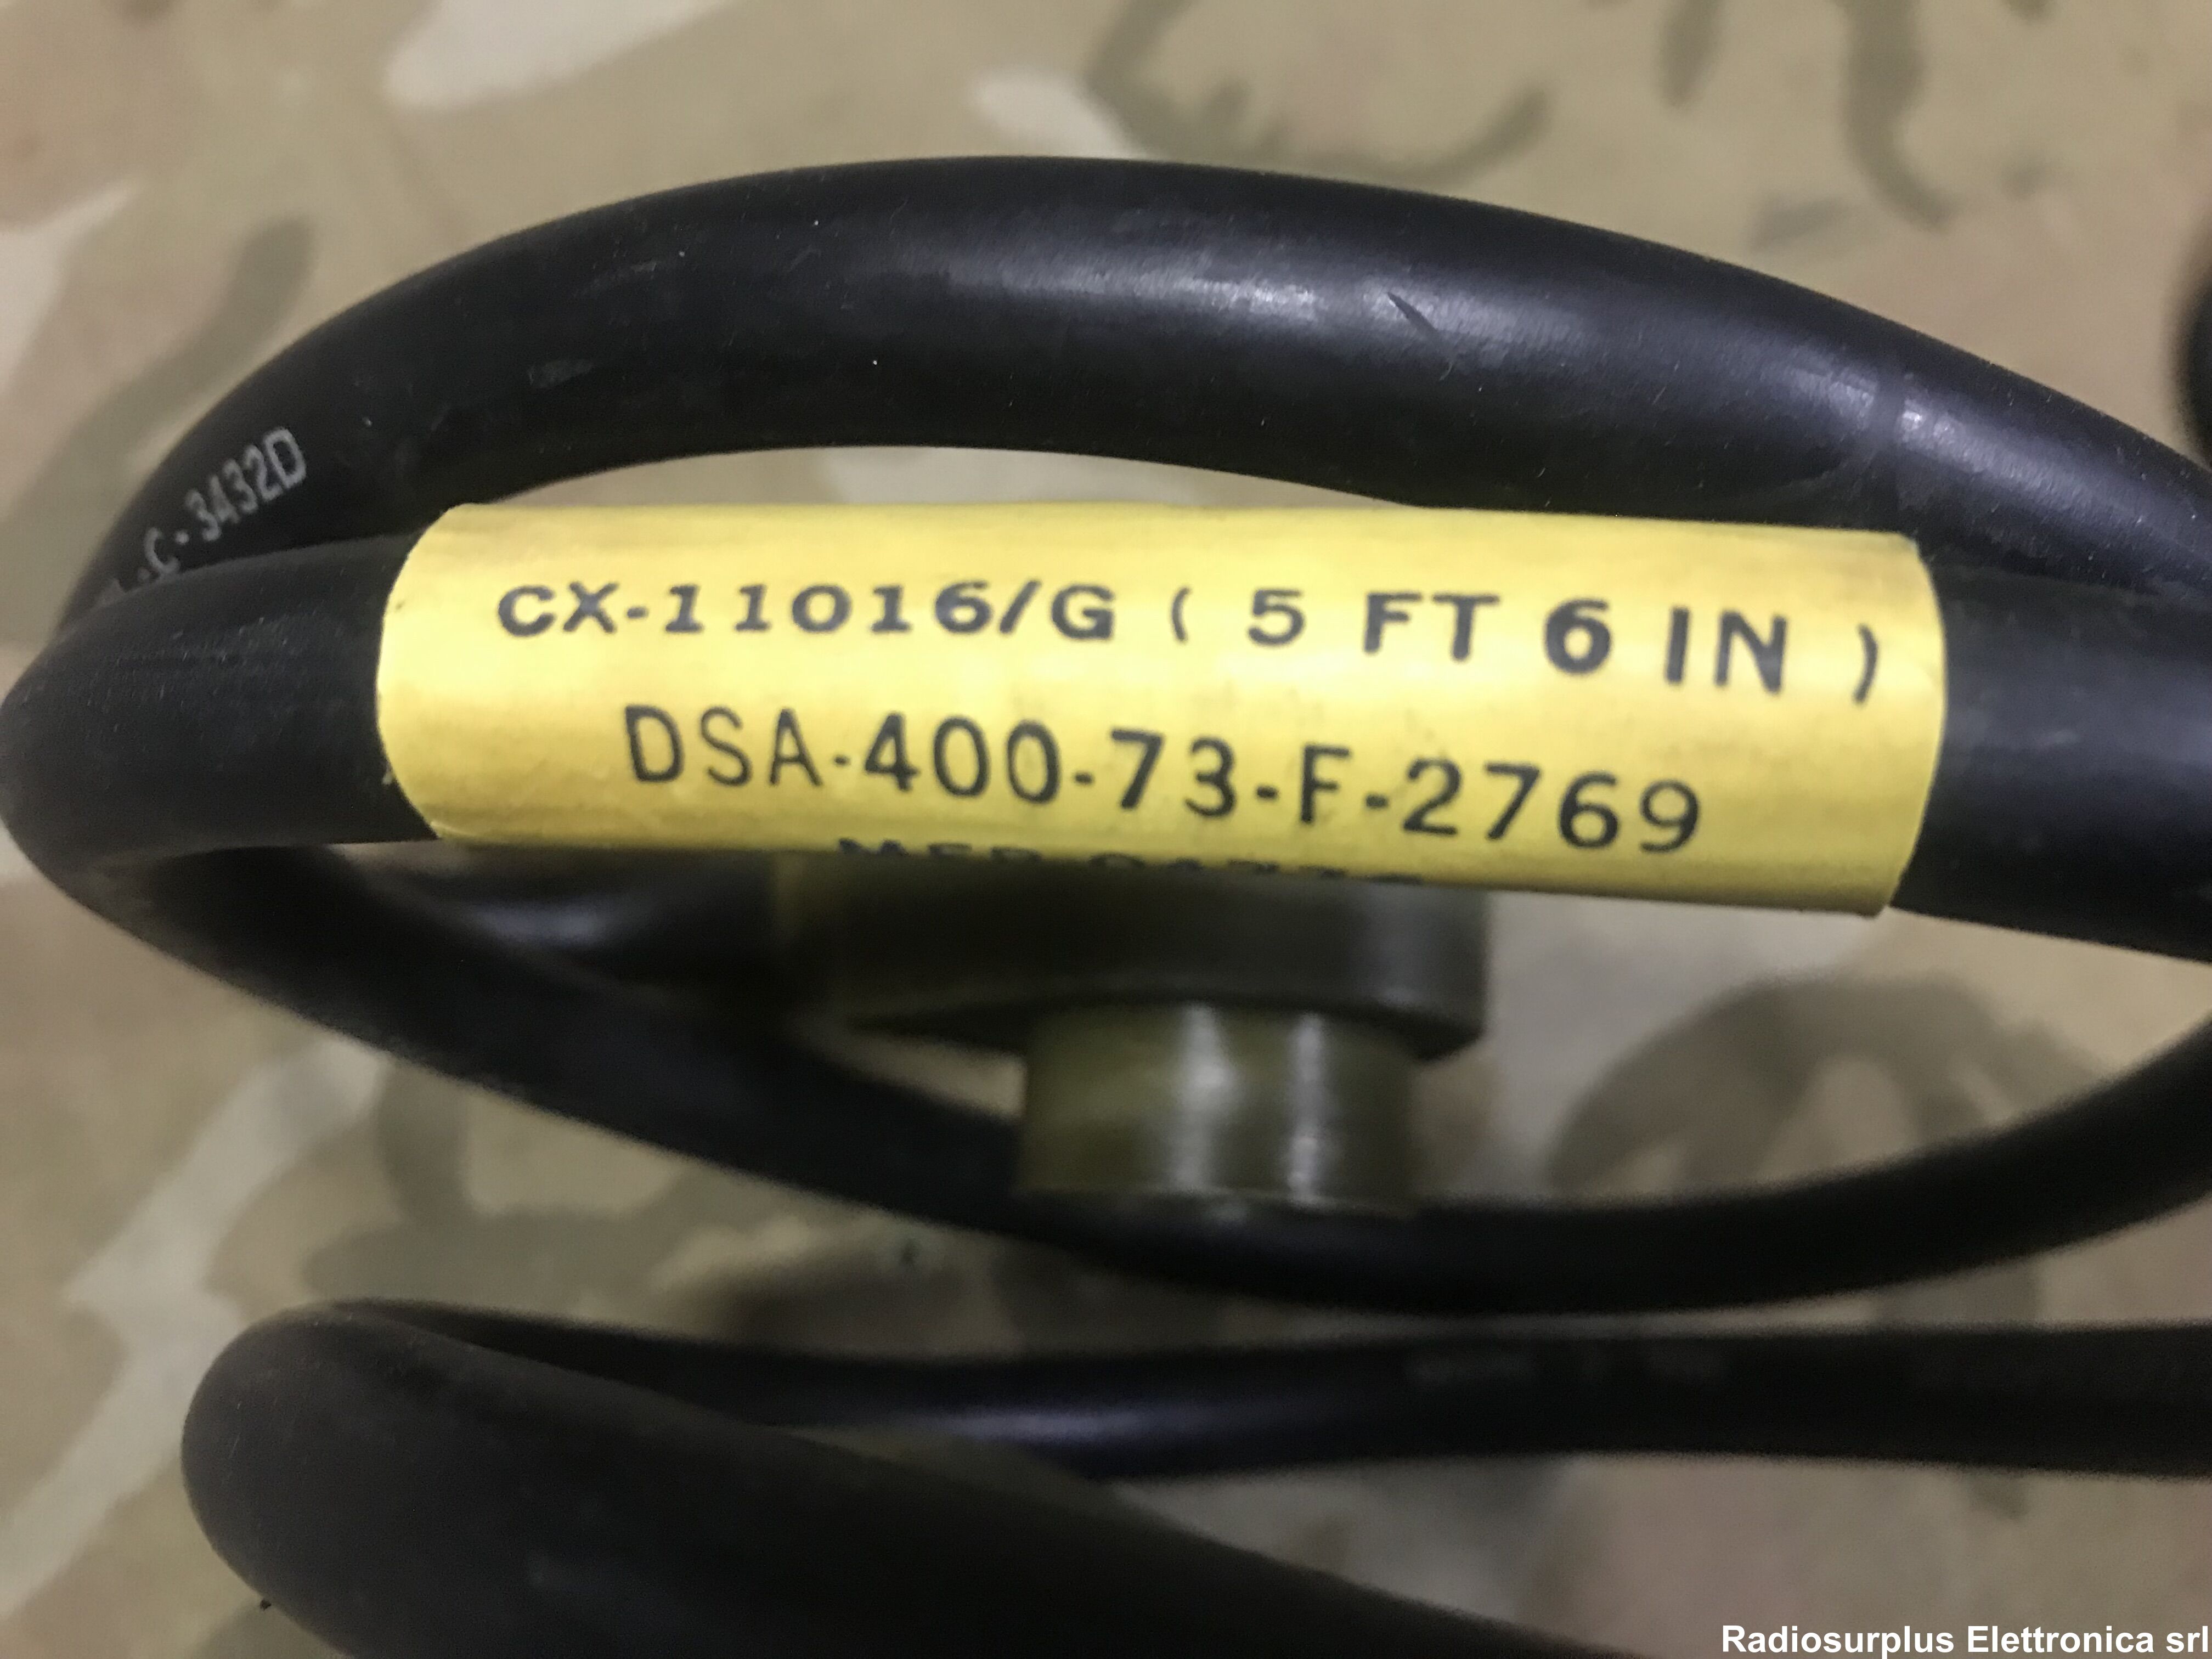 C-3432D
CX-11016/G ( 5 FT 6 IN )
DSA-400-73-F-2769
Radiosurplus Elettronica srl